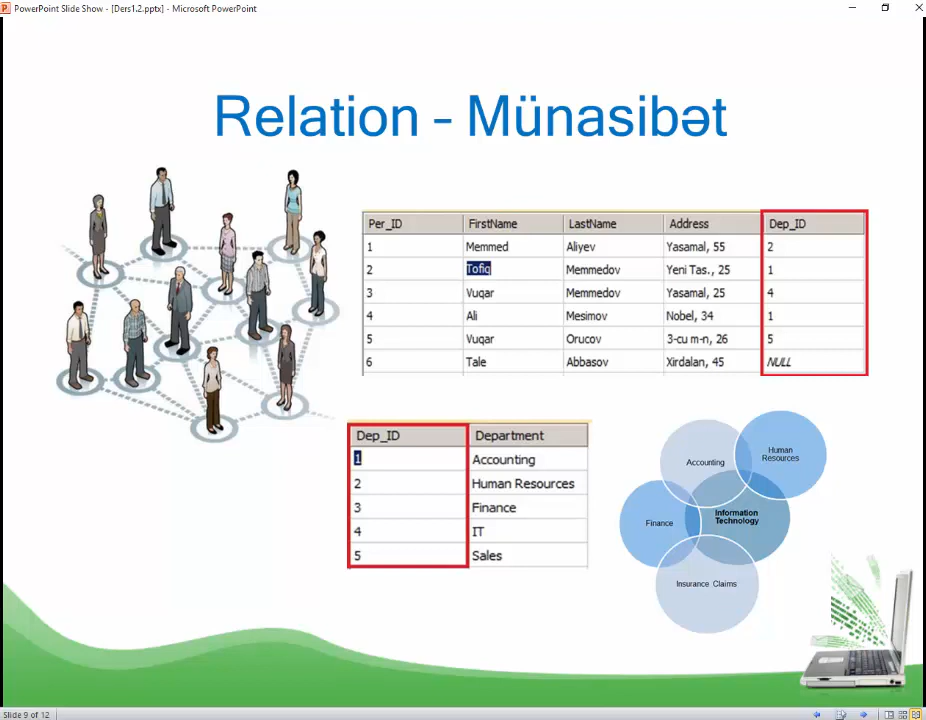 PowerPoint Slide Show - [Ders1.2.pptx] - Microsoft PowerPoint
Relation – Münasibət
Per_ID FirstName LastName Address Dep_ID
1 Memmed Aliyev Yasamal, 55 2
2 Tofiq Memmedov Yeni Tas., 25 1
3 Vuqar Memmedov Yasamal, 25 4
4 Ali Mesimov Nobel, 34 1
5 Vuqar Orucov 3-cu m-n, 26 5
6 Tale Abbasov Xirdalan, 45 NULL
Dep_ID Department
1 Accounting
2 Human Resources
3 Finance
4 IT
5 Sales
Accounting
Human
Resources
Finance
Information
Technology
Insurance Claims
Slide 9 of 12